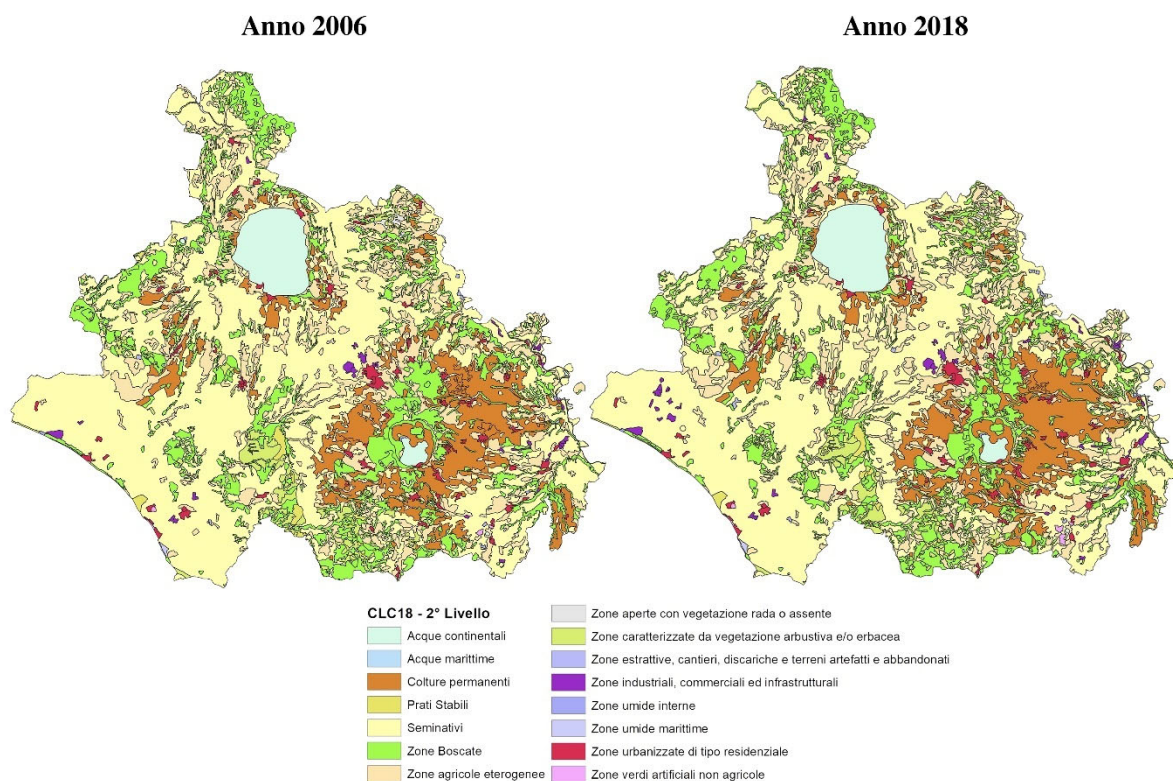 Anno 2006
Anno 2018
CLC18 - 2° Livello
Acque continentali
Acque marittime
Colture permanenti
Prati Stabili
Seminativi
Zone Boscate
Zone agricole eterogenee
Zone aperte con vegetazione rada o assente
Zone caratterizzate da vegetazione arbustiva e/o erbacea
Zone estrattive, cantieri, discariche e terreni artefatti e abbandonati
Zone industriali, commerciali ed infrastrutturali
Zone umide interne
Zone umide marittime
Zone urbanizzate di tipo residenziale
Zone verdi artificiali non agricole